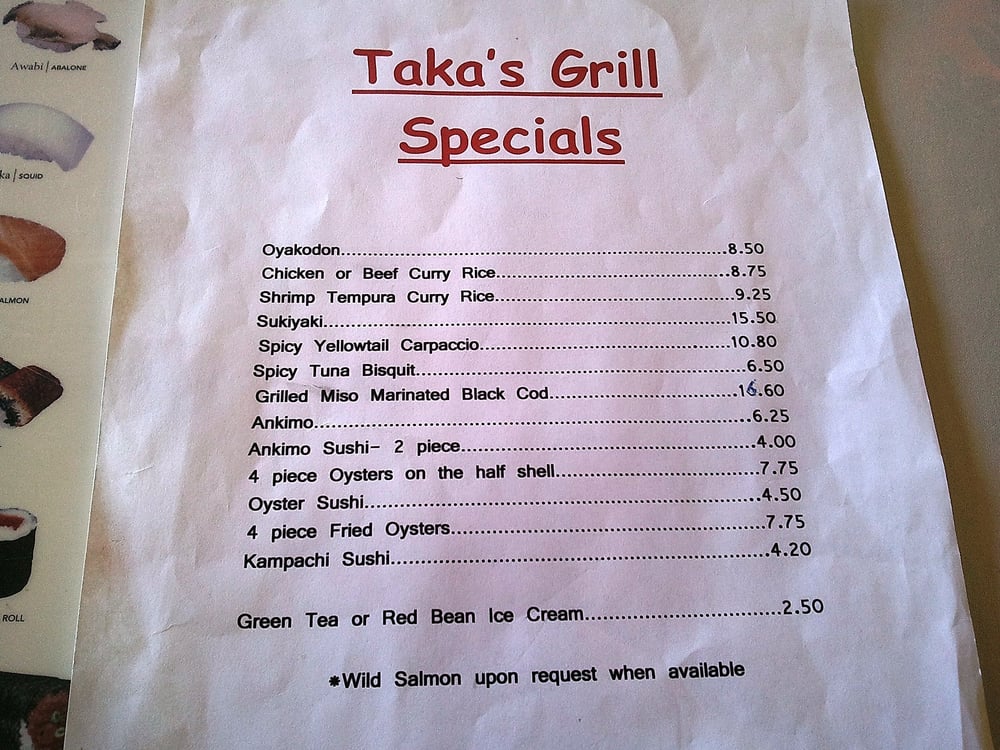 Taka's Grill
Specials
Oyakodon..........8.50
Chicken or Beef Curry Rice..........8.75
Shrimp Tempura Curry Rice..........9.25
Sukiyaki..........15.50
Spicy Yellowtail Carpaccio..........10.80
Spicy Tuna Bisquit..........6.50
Grilled Miso Marinated Black Cod..........16.60
Ankimo..........6.25
Ankimo Sushi- 2 piece..........4.00
4 piece Oysters on the half shell..........7.75
Oyster Sushi..........4.50
4 piece Fried Oysters..........7.75
Kampachi Sushi..........4.20
Green Tea or Red Bean Ice Cream..........2.50
*Wild Salmon upon request when available
Awabi | ABALONE
ka | SQUID
ALMON
ROLL